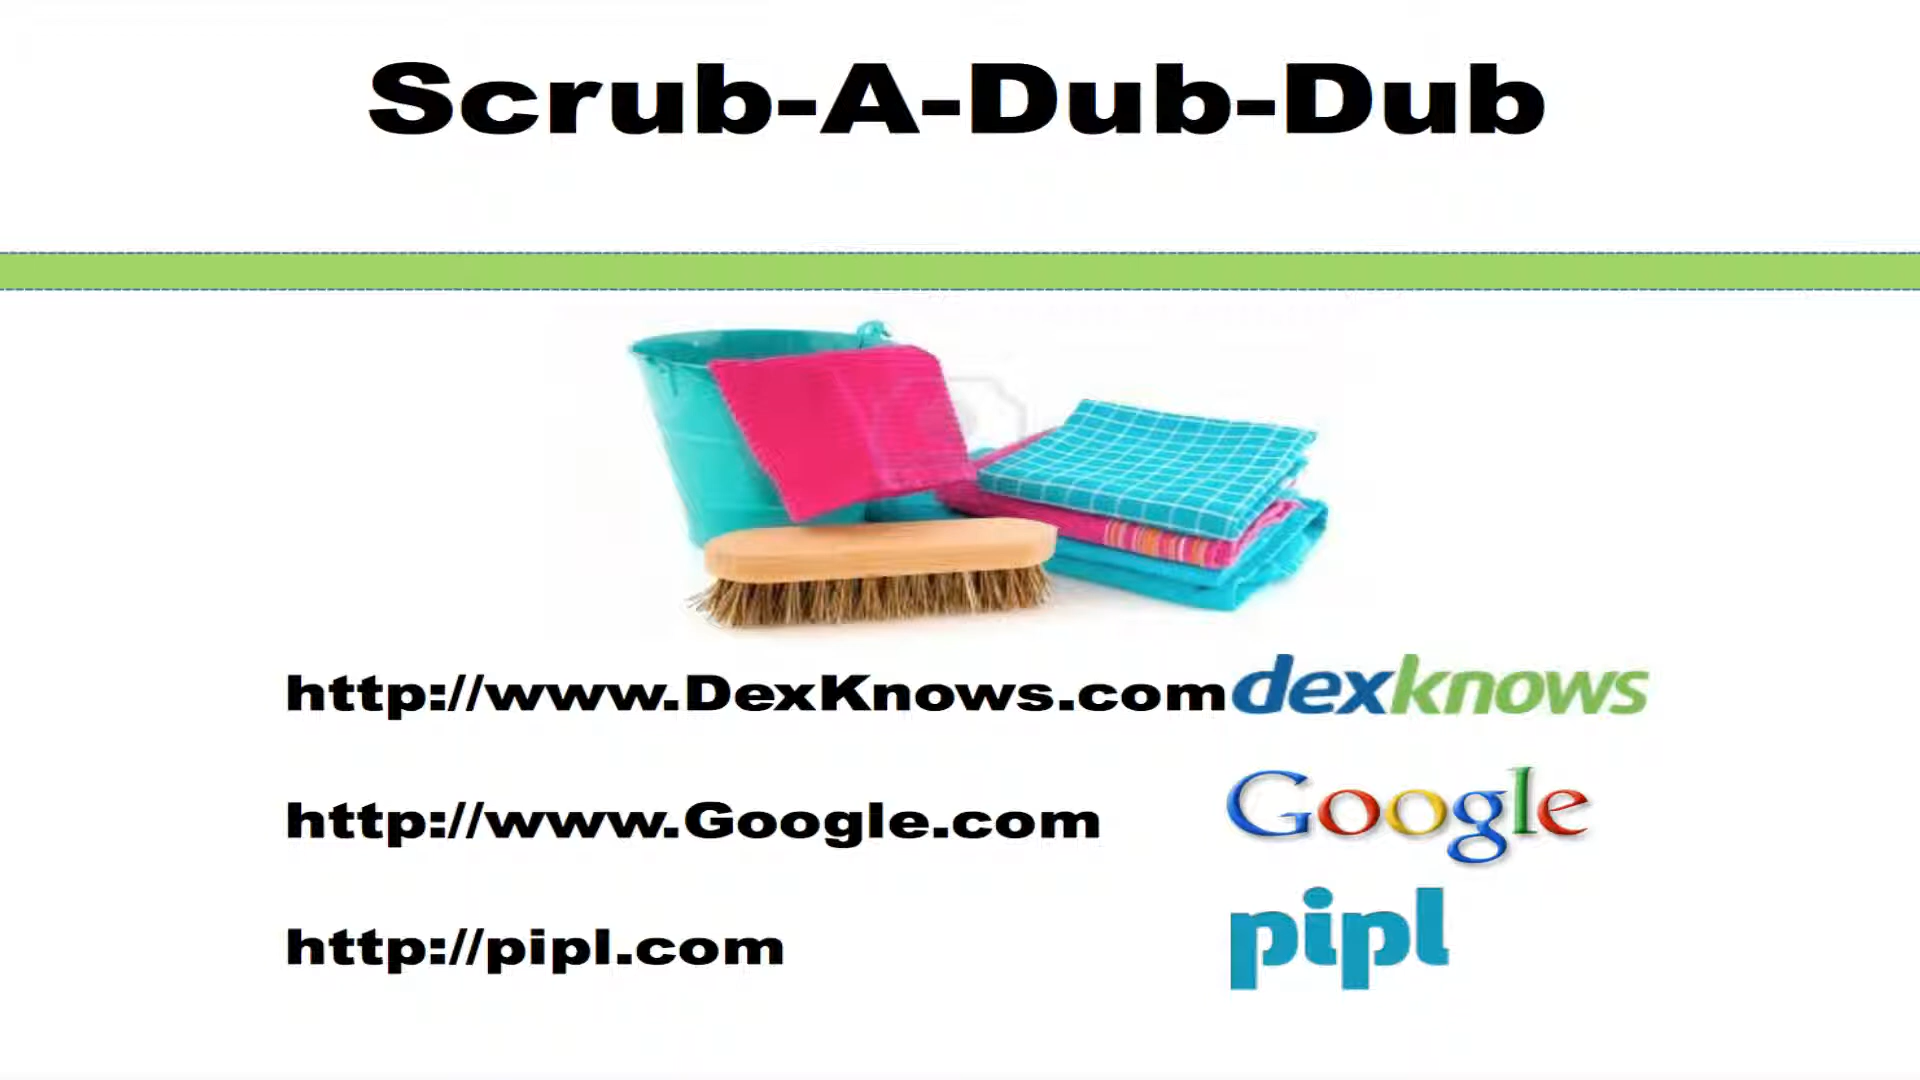 Scrub-A-Dub-Dub
http://www.DexKnows.com dexknows
http://www.Google.com Google
http://pipl.com pipl